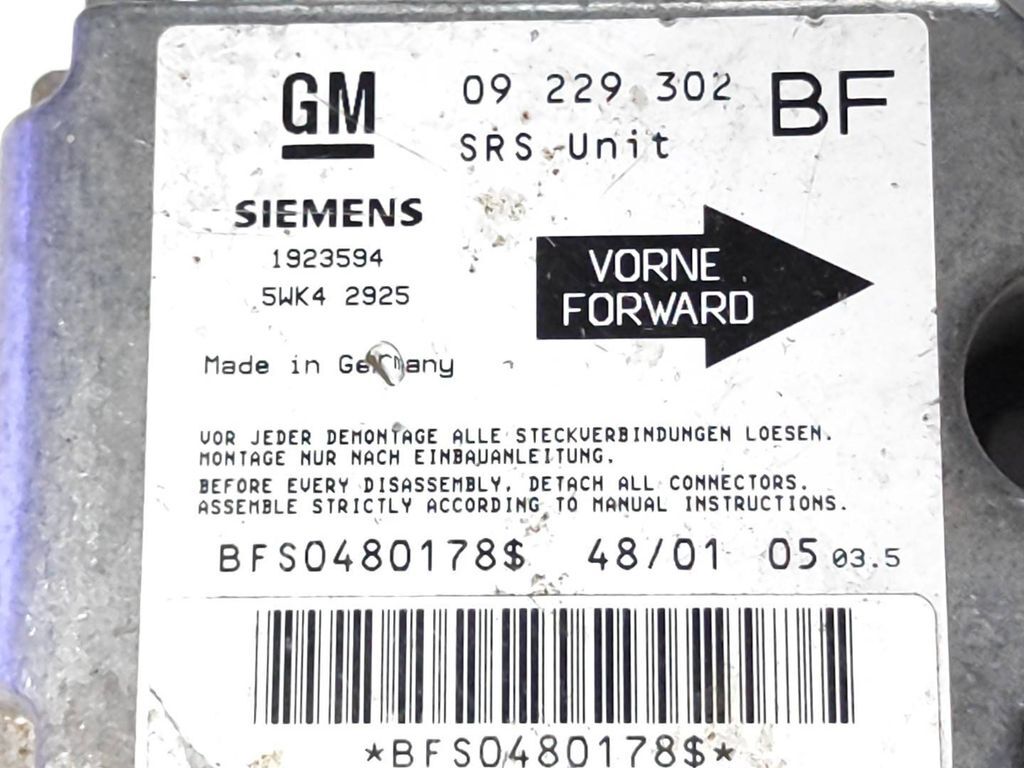 GM 09 229 302 BF
SRS-Unit
SIEMENS
1923594
5WK4 2925
VORNE
FORWARD
Made in Germany
VOR JEDER DEMONTAGE ALLE STECKVERBINDUNGEN LOESEN.
MONTAGE NUR NACH EINBAUANLEITUNG.
BEFORE EVERY DISASSEMBLY, DETACH ALL CONNECTORS.
ASSEMBLE STRICTLY ACCORDING TO MANUAL INSTRUCTIONS.
BFS0480178$ 48/01 05 03.5
*BFS0480178$*